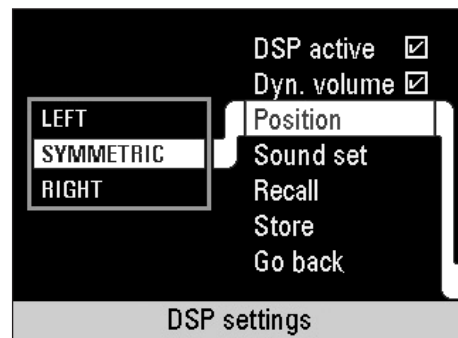 DSP active
Dyn. volume
LEFT
Position
SYMMETRIC
Sound set
RIGHT
Recall
Store
Go back
DSP settings